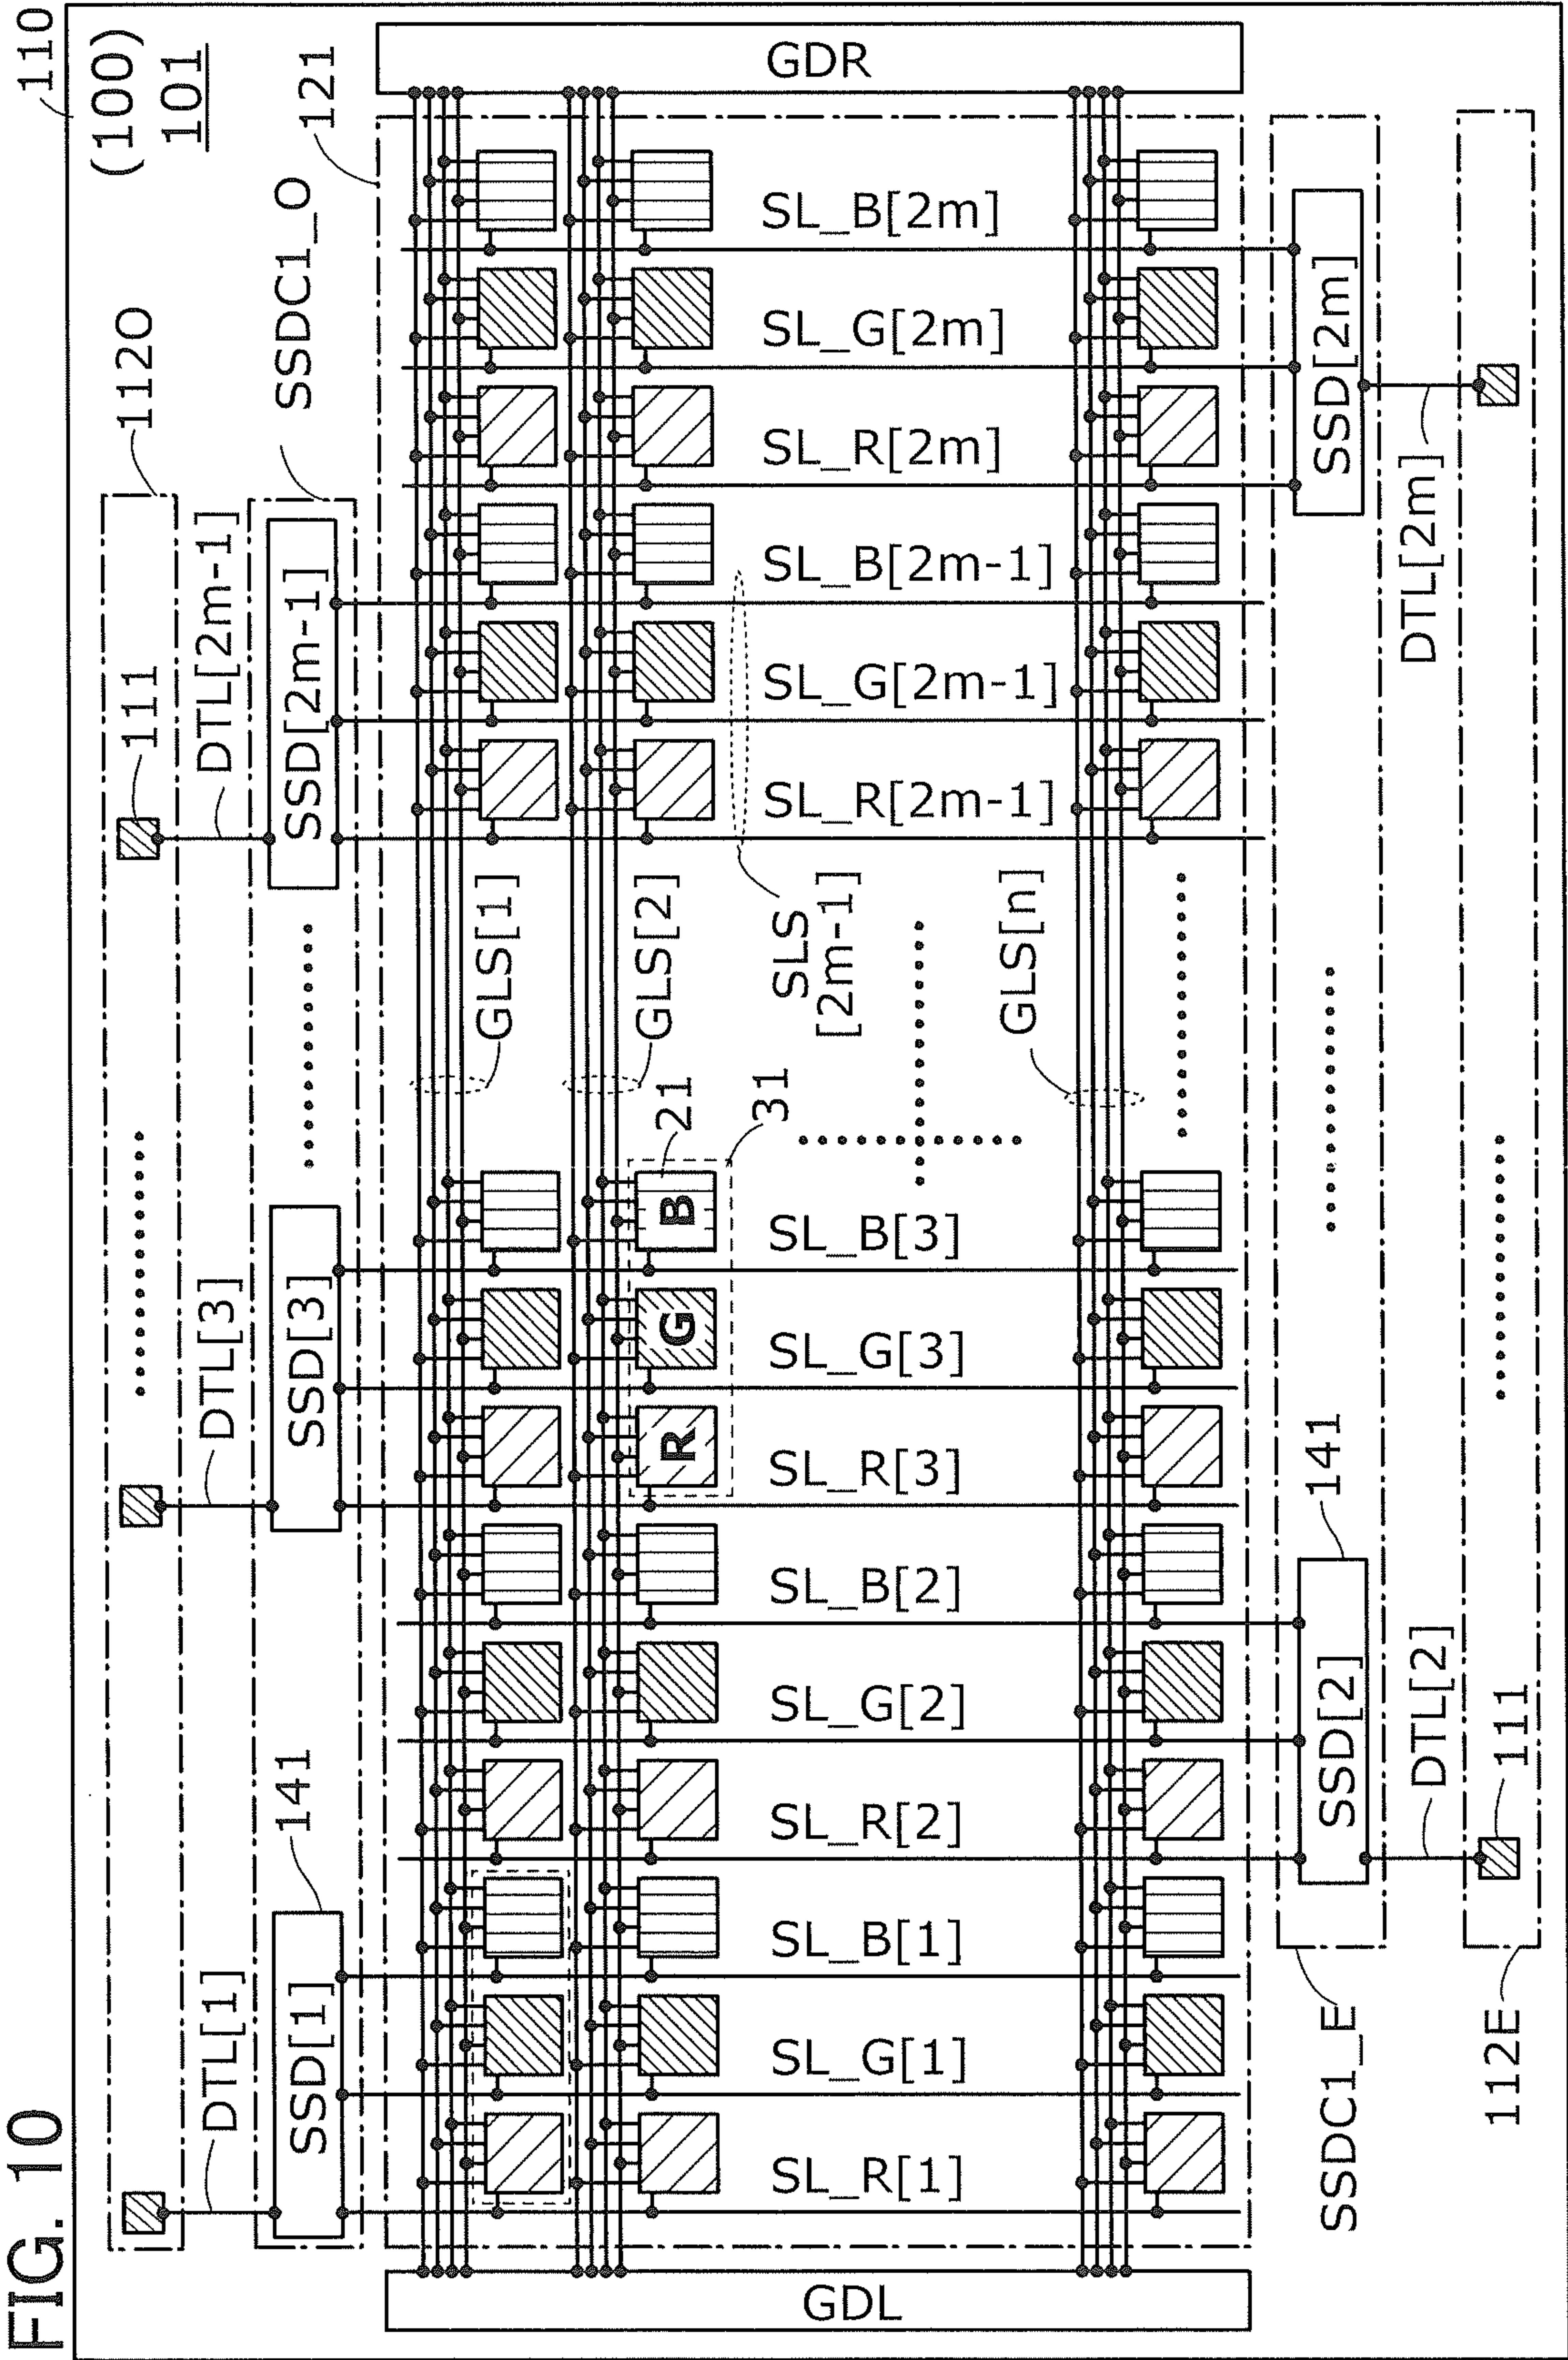 FIG. 10
110
(100)
101
112O
111
DTL[1]
DTL[3]
DTL[2m-1]
SSDC1_O
141
SSD[1]
SSD[3]
SSD[2m-1]
121
GDL
GDR
GLS[1]
GLS[2]
21
B
G
R
31
SL_R[1]
SL_G[1]
SL_B[1]
SL_R[2]
SL_G[2]
SL_B[2]
SL_R[3]
SL_G[3]
SL_B[3]
SLS
[2m-1]
SL_R[2m-1]
SL_G[2m-1]
SL_B[2m-1]
SL_R[2m]
SL_G[2m]
SL_B[2m]
GLS[n]
141
SSD[2]
SSD[2m]
SSDC1_E
DTL[2]
DTL[2m]
111
112E